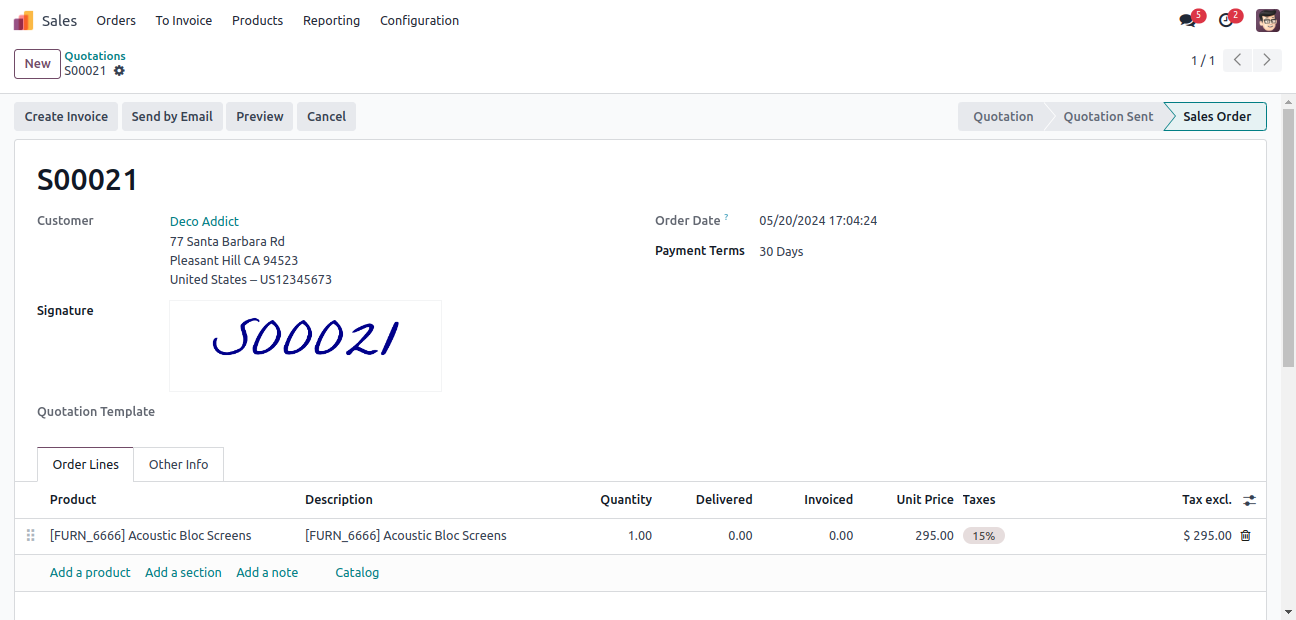 Sales Orders To Invoice Products Reporting Configuration 5 2
New Quotations
S00021 1 / 1
Create Invoice Send by Email Preview Cancel Quotation Quotation Sent Sales Order
S00021
Customer Deco Addict Order Date ? 05/20/2024 17:04:24
77 Santa Barbara Rd
Pleasant Hill CA 94523 Payment Terms 30 Days
United States – US12345673
Signature S00021
Quotation Template
Order Lines Other Info
Product Description Quantity Delivered Invoiced Unit Price Taxes Tax excl.
[FURN_6666] Acoustic Bloc Screens [FURN_6666] Acoustic Bloc Screens 1.00 0.00 0.00 295.00 15% $ 295.00
Add a product Add a section Add a note Catalog